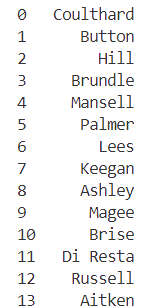 0 Coulthard
1 Button
2 Hill
3 Brundle
4 Mansell
5 Palmer
6 Lees
7 Keegan
8 Ashley
9 Magee
10 Brise
11 Di Resta
12 Russell
13 Aitken